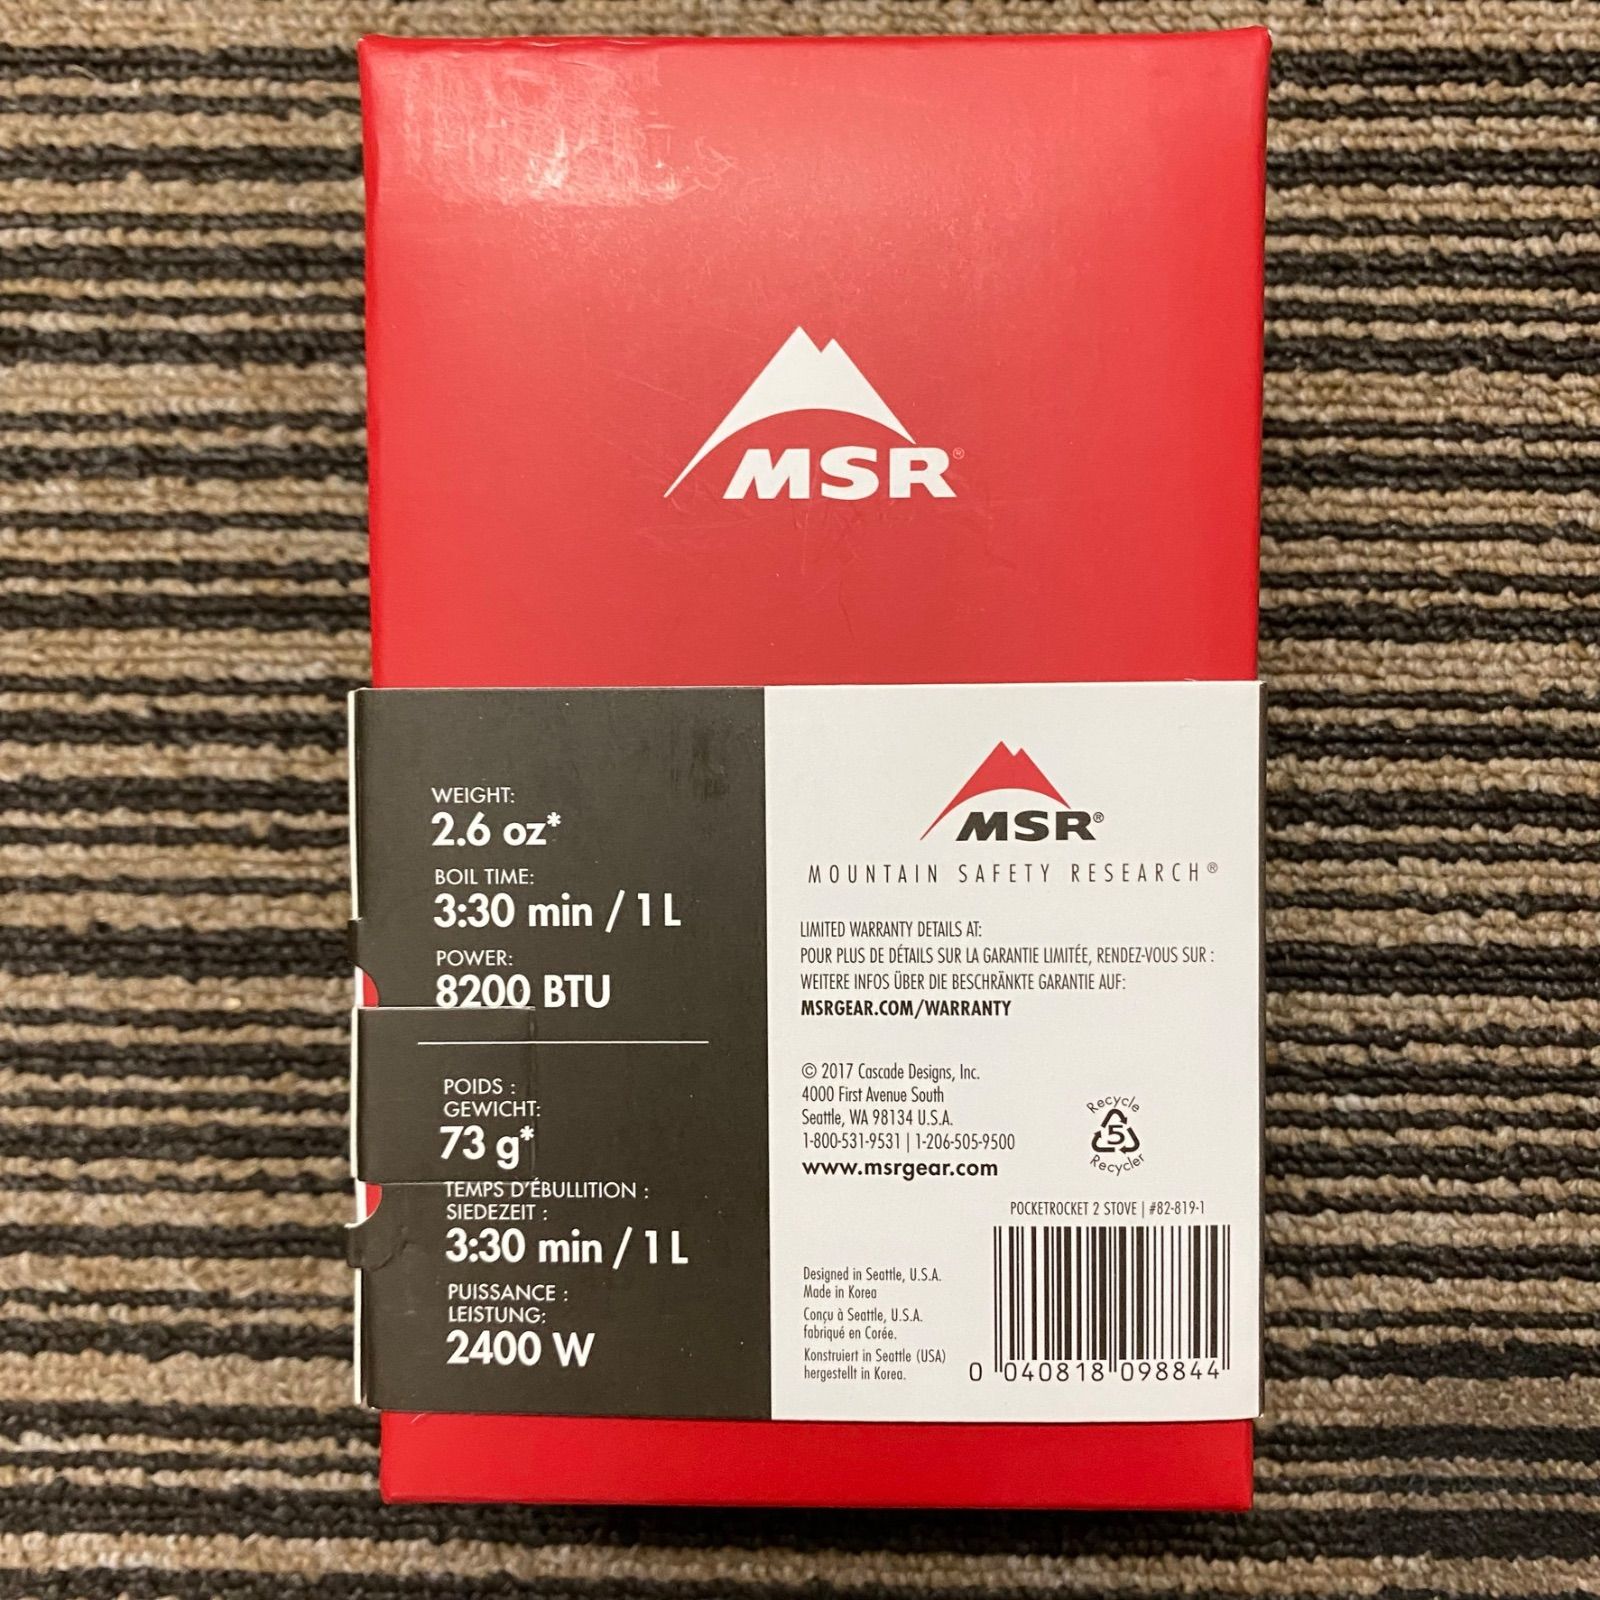 MSR®
WEIGHT:
2.6 oz*
BOIL TIME:
3:30 min / 1 L
POWER:
8200 BTU
POIDS :
GEWICHT:
73 g*
TEMPS D'ÉBULLITION :
SIEDEZEIT :
3:30 min / 1 L
PUISSANCE :
LEISTUNG:
2400 W
MSR®
MOUNTAIN SAFETY RESEARCH®
LIMITED WARRANTY DETAILS AT:
POUR PLUS DE DÉTAILS SUR LA GARANTIE LIMITÉE, RENDEZ-VOUS SUR :
WEITERE INFOS ÜBER DIE BESCHRÄNKTE GARANTIE AUF:
MSRGEAR.COM/WARRANTY
© 2017 Cascade Designs, Inc.
4000 First Avenue South
Seattle, WA 98134 U.S.A.
1-800-531-9531 | 1-206-505-9500
www.msrgear.com
Recycle
5
Recycler
POCKETROCKET 2 STOVE | #82-819-1
Designed in Seattle, U.S.A.
Made in Korea
Conçu à Seattle, U.S.A.
fabriqué en Corée.
Konstruiert in Seattle (USA)
hergestellt in Korea.
0 040818 098844